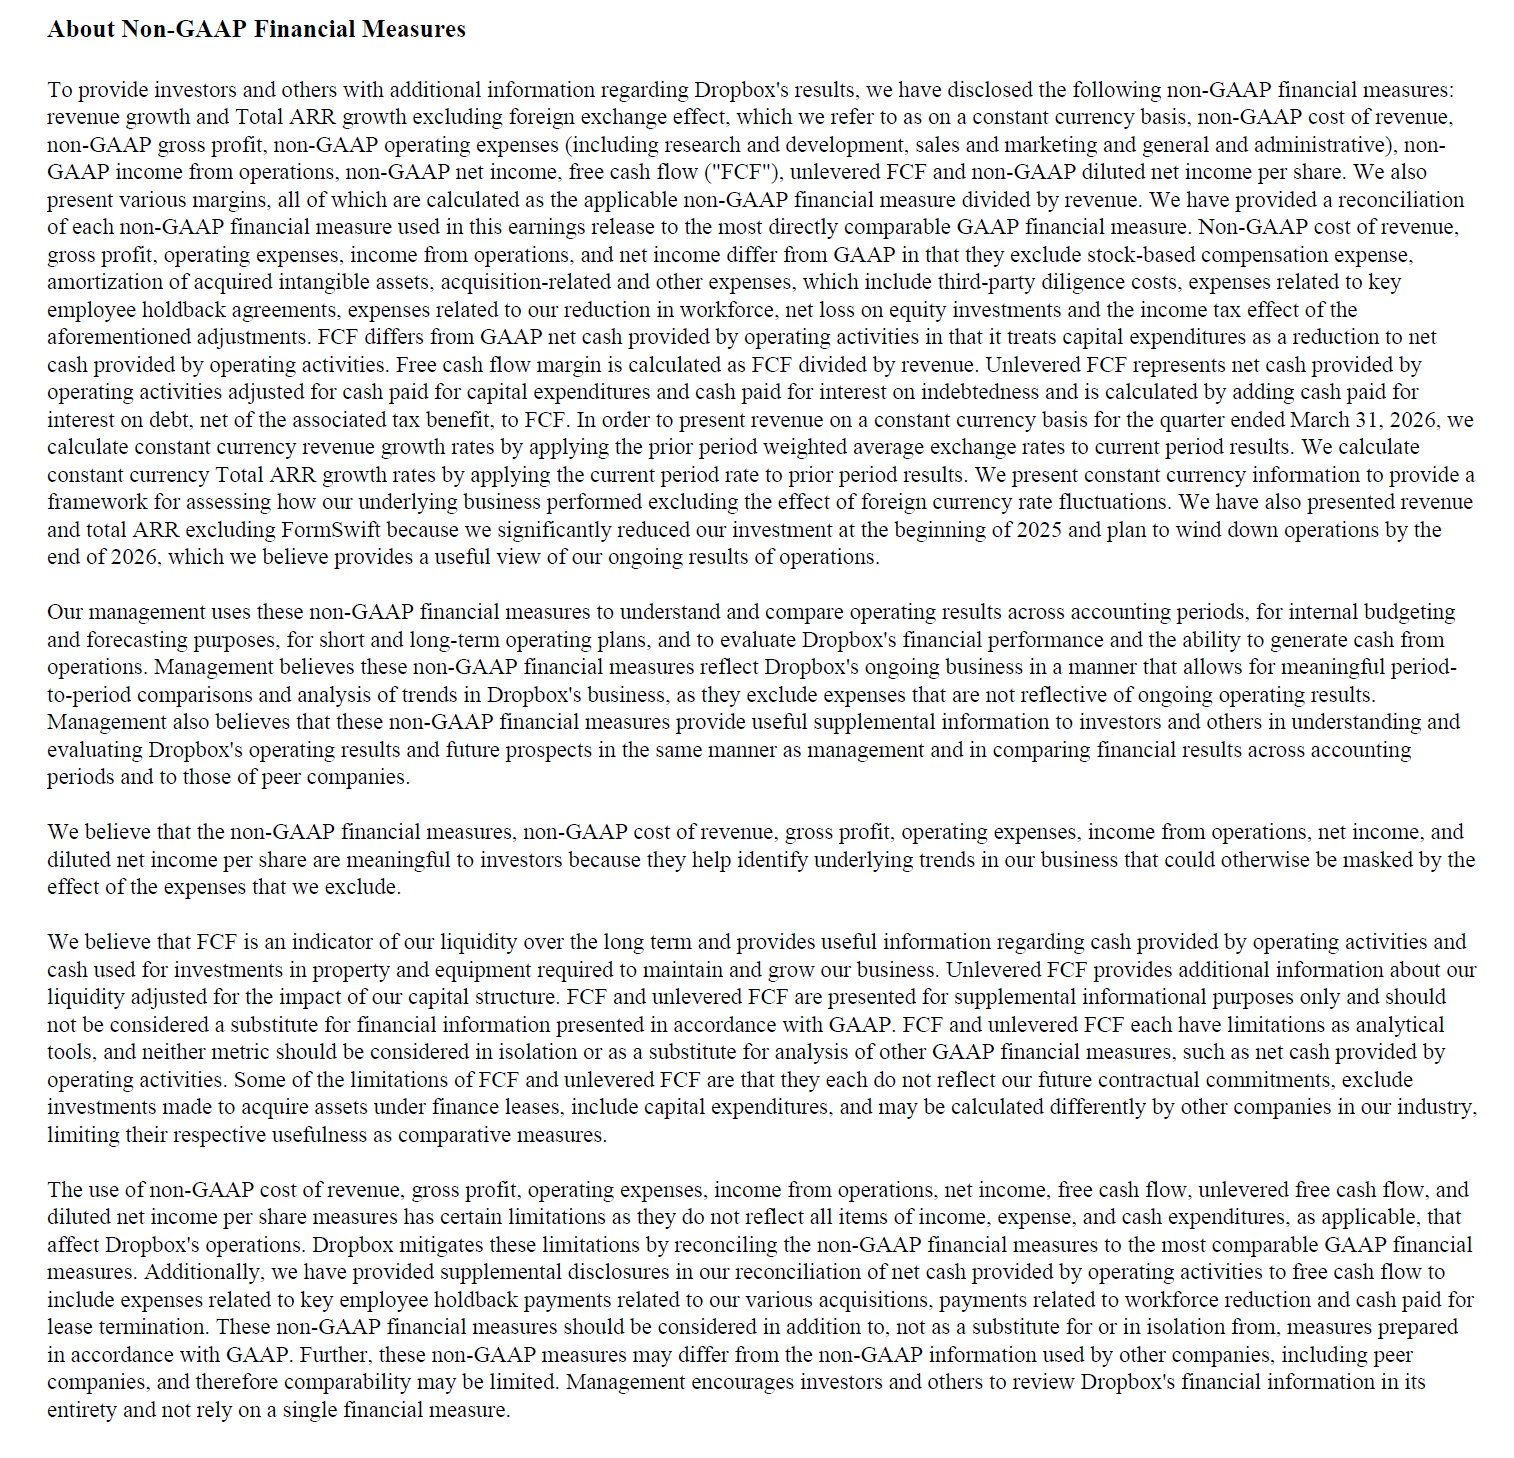 About Non-GAAP Financial Measures
To provide investors and others with additional information regarding Dropbox's results, we have disclosed the following non-GAAP financial measures:
revenue growth and Total ARR growth excluding foreign exchange effect, which we refer to as on a constant currency basis, non-GAAP cost of revenue,
non-GAAP gross profit, non-GAAP operating expenses (including research and development, sales and marketing and general and administrative), non-
GAAP income from operations, non-GAAP net income, free cash flow ("FCF"), unlevered FCF and non-GAAP diluted net income per share. We also
present various margins, all of which are calculated as the applicable non-GAAP financial measure divided by revenue. We have provided a reconciliation
of each non-GAAP financial measure used in this earnings release to the most directly comparable GAAP financial measure. Non-GAAP cost of revenue,
gross profit, operating expenses, income from operations, and net income differ from GAAP in that they exclude stock-based compensation expense,
amortization of acquired intangible assets, acquisition-related and other expenses, which include third-party diligence costs, expenses related to key
employee holdback agreements, expenses related to our reduction in workforce, net loss on equity investments and the income tax effect of the
aforementioned adjustments. FCF differs from GAAP net cash provided by operating activities in that it treats capital expenditures as a reduction to net
cash provided by operating activities. Free cash flow margin is calculated as FCF divided by revenue. Unlevered FCF represents net cash provided by
operating activities adjusted for cash paid for capital expenditures and cash paid for interest on indebtedness and is calculated by adding cash paid for
interest on debt, net of the associated tax benefit, to FCF. In order to present revenue on a constant currency basis for the quarter ended March 31, 2026, we
calculate constant currency revenue growth rates by applying the prior period weighted average exchange rates to current period results. We calculate
constant currency Total ARR growth rates by applying the current period rate to prior period results. We present constant currency information to provide a
framework for assessing how our underlying business performed excluding the effect of foreign currency rate fluctuations. We have also presented revenue
and total ARR excluding FormSwift because we significantly reduced our investment at the beginning of 2025 and plan to wind down operations by the
end of 2026, which we believe provides a useful view of our ongoing results of operations.
Our management uses these non-GAAP financial measures to understand and compare operating results across accounting periods, for internal budgeting
and forecasting purposes, for short and long-term operating plans, and to evaluate Dropbox's financial performance and the ability to generate cash from
operations. Management believes these non-GAAP financial measures reflect Dropbox's ongoing business in a manner that allows for meaningful period-
to-period comparisons and analysis of trends in Dropbox's business, as they exclude expenses that are not reflective of ongoing operating results.
Management also believes that these non-GAAP financial measures provide useful supplemental information to investors and others in understanding and
evaluating Dropbox's operating results and future prospects in the same manner as management and in comparing financial results across accounting
periods and to those of peer companies.
We believe that the non-GAAP financial measures, non-GAAP cost of revenue, gross profit, operating expenses, income from operations, net income, and
diluted net income per share are meaningful to investors because they help identify underlying trends in our business that could otherwise be masked by the
effect of the expenses that we exclude.
We believe that FCF is an indicator of our liquidity over the long term and provides useful information regarding cash provided by operating activities and
cash used for investments in property and equipment required to maintain and grow our business. Unlevered FCF provides additional information about our
liquidity adjusted for the impact of our capital structure. FCF and unlevered FCF are presented for supplemental informational purposes only and should
not be considered a substitute for financial information presented in accordance with GAAP. FCF and unlevered FCF each have limitations as analytical
tools, and neither metric should be considered in isolation or as a substitute for analysis of other GAAP financial measures, such as net cash provided by
operating activities. Some of the limitations of FCF and unlevered FCF are that they each do not reflect our future contractual commitments, exclude
investments made to acquire assets under finance leases, include capital expenditures, and may be calculated differently by other companies in our industry,
limiting their respective usefulness as comparative measures.
The use of non-GAAP cost of revenue, gross profit, operating expenses, income from operations, net income, free cash flow, unlevered free cash flow, and
diluted net income per share measures has certain limitations as they do not reflect all items of income, expense, and cash expenditures, as applicable, that
affect Dropbox's operations. Dropbox mitigates these limitations by reconciling the non-GAAP financial measures to the most comparable GAAP financial
measures. Additionally, we have provided supplemental disclosures in our reconciliation of net cash provided by operating activities to free cash flow to
include expenses related to key employee holdback payments related to our various acquisitions, payments related to workforce reduction and cash paid for
lease termination. These non-GAAP financial measures should be considered in addition to, not as a substitute for or in isolation from, measures prepared
in accordance with GAAP. Further, these non-GAAP measures may differ from the non-GAAP information used by other companies, including peer
companies, and therefore comparability may be limited. Management encourages investors and others to review Dropbox's financial information in its
entirety and not rely on a single financial measure.